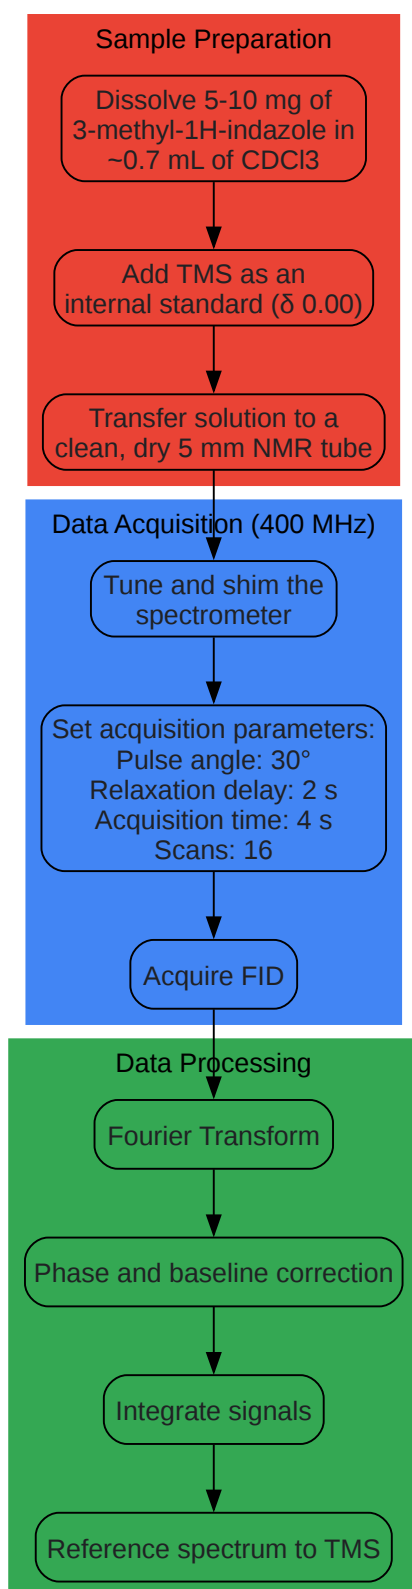 Sample Preparation
Dissolve 5-10 mg of
3-methyl-1H-indazole in
~0.7 mL of CDCl3
Add TMS as an
internal standard (δ 0.00)
Transfer solution to a
clean, dry 5 mm NMR tube
Data Acquisition (400 MHz)
Tune and shim the
spectrometer
Set acquisition parameters:
Pulse angle: 30°
Relaxation delay: 2 s
Acquisition time: 4 s
Scans: 16
Acquire FID
Data Processing
Fourier Transform
Phase and baseline correction
Integrate signals
Reference spectrum to TMS